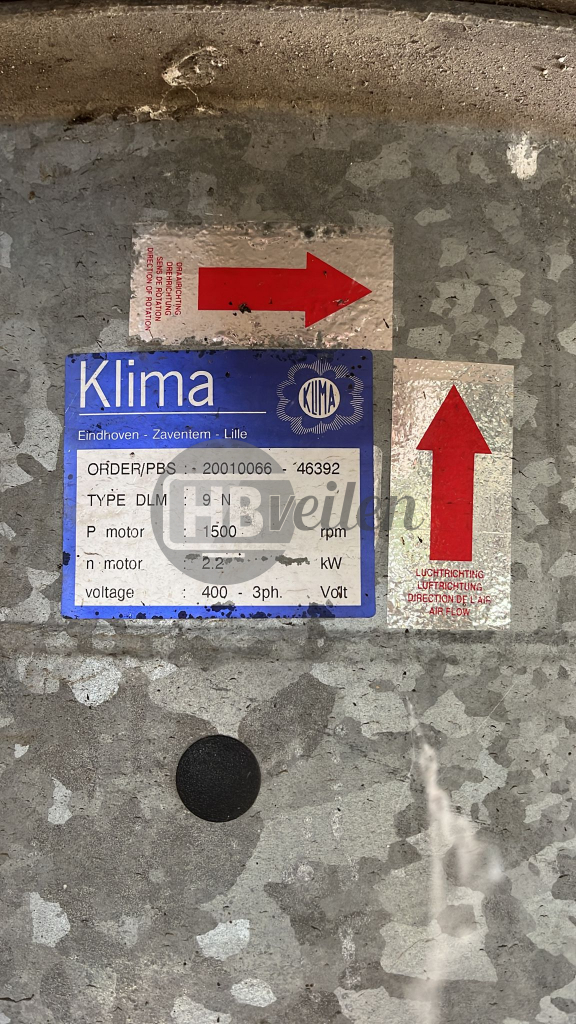 DRAAIRICHTING
DREHRICHTUNG
SENS DE ROTATION
DIRECTION OF ROTATION
Klima
KLIMA
Eindhoven - Zaventem - Lille
ORDER/PBS : - 20010066 - 46392
TYPE DLM : 9 N
P motor : 1500 rpm
n motor : 2.2 kW
voltage : 400 - 3ph. Volt
HBveilen
LUCHTRICHTING
LUFTRICHTUNG
DIRECTION DE L'AIR
AIR FLOW